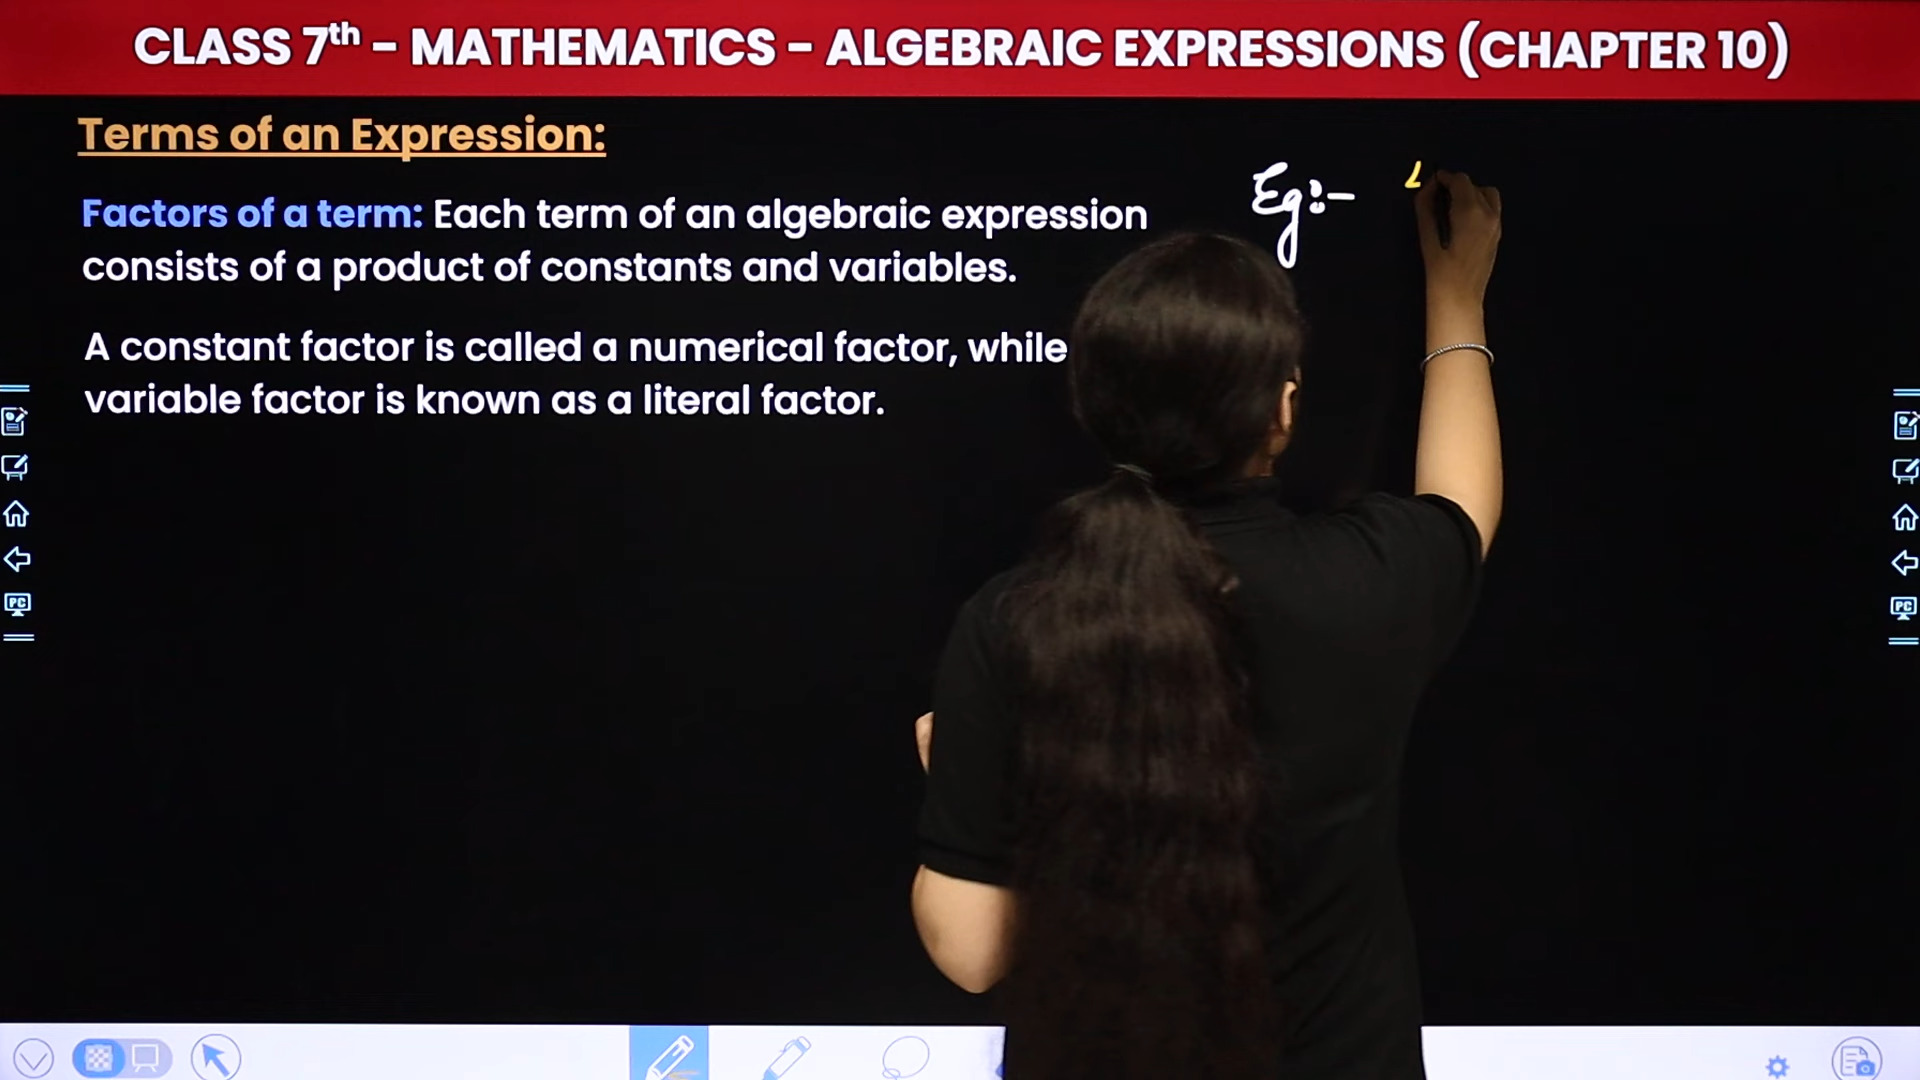 CLASS 7th - MATHEMATICS - ALGEBRAIC EXPRESSIONS (CHAPTER 10)
Terms of an Expression:
Eg:-
Factors of a term: Each term of an algebraic expression
consists of a product of constants and variables.
A constant factor is called a numerical factor, while
variable factor is known as a literal factor.
PC
PC